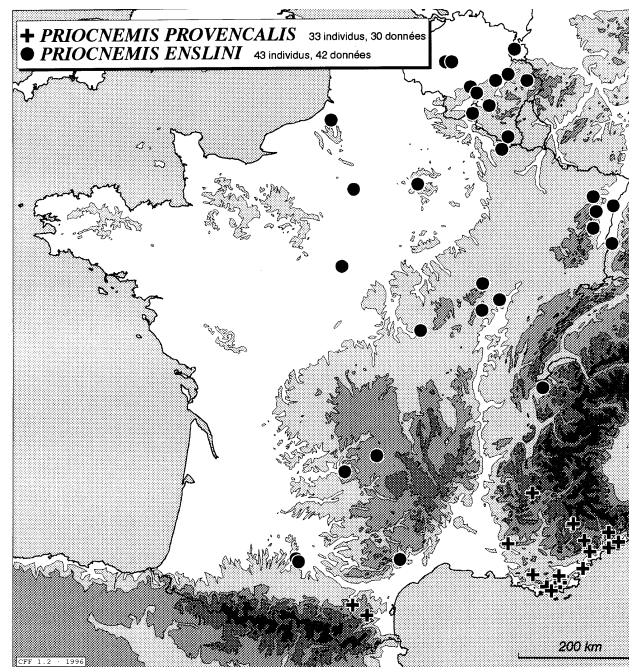 PRIOCNEMIS PROVENCALIS 33 individus, 30 données
PRIOCNEMIS ENSLINI 43 individus, 42 données
200 km
CFF 1.2 - 1996